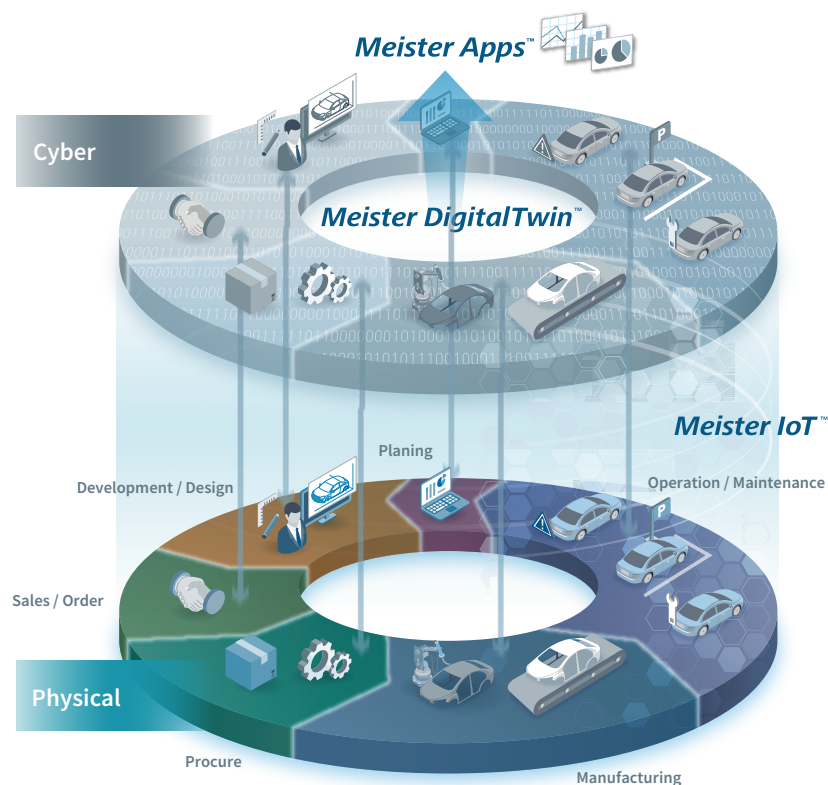 Meister Apps™
Cyber
P
Meister DigitalTwin™
Meister IoT™
Planing
Development / Design
Operation / Maintenance
P
Sales / Order
Physical
Procure
Manufacturing